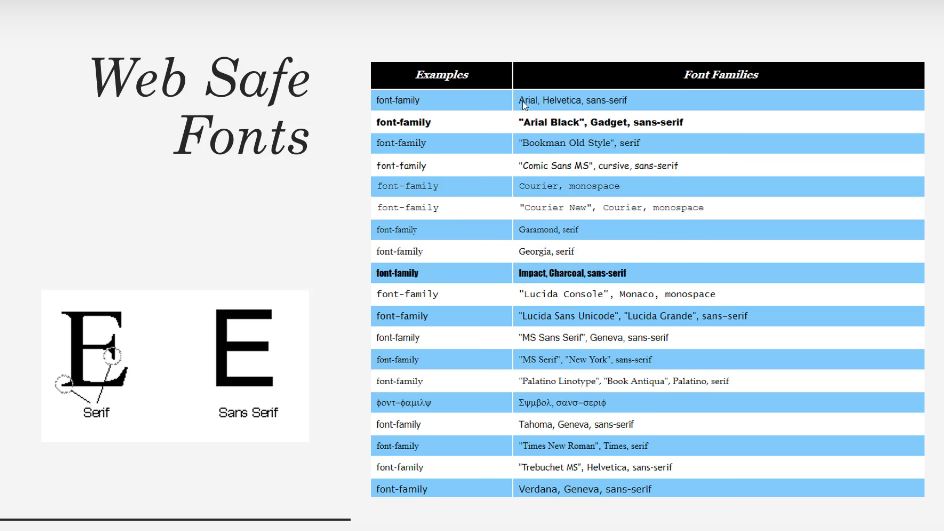 Web Safe
Fonts
Examples Font Families
font-family Arial, Helvetica, sans-serif
font-family "Arial Black", Gadget, sans-serif
font-family "Bookman Old Style", serif
font-family "Comic Sans MS", cursive, sans-serif
font-family Courier, monospace
font-family "Courier New", Courier, monospace
font-family Garamond, serif
font-family Georgia, serif
font-family Impact, Charcoal, sans-serif
font-family "Lucida Console", Monaco, monospace
font-family "Lucida Sans Unicode", "Lucida Grande", sans-serif
font-family "MS Sans Serif", Geneva, sans-serif
font-family "MS Serif", "New York", sans-serif
font-family "Palatino Linotype", "Book Antiqua", Palatino, serif
φοντ-φαμιλψ Σψμβολ, σανσ-σεριφ
font-family Tahoma, Geneva, sans-serif
font-family "Times New Roman", Times, serif
font-family "Trebuchet MS", Helvetica, sans-serif
font-family Verdana, Geneva, sans-serif
E E
Serif Sans Serif